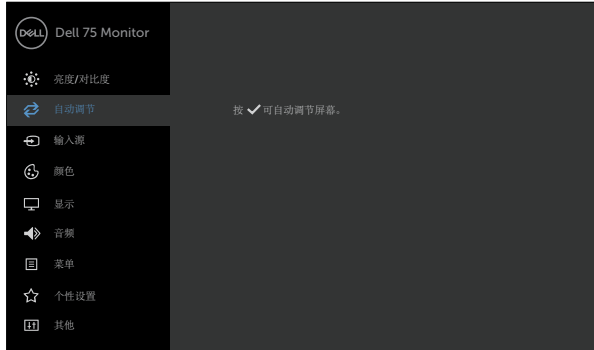 DELL Dell 75 Monitor
亮度/对比度
自动调节
按 ✓ 可自动调节屏幕。
输入源
颜色
显示
音频
菜单
个性设置
其他